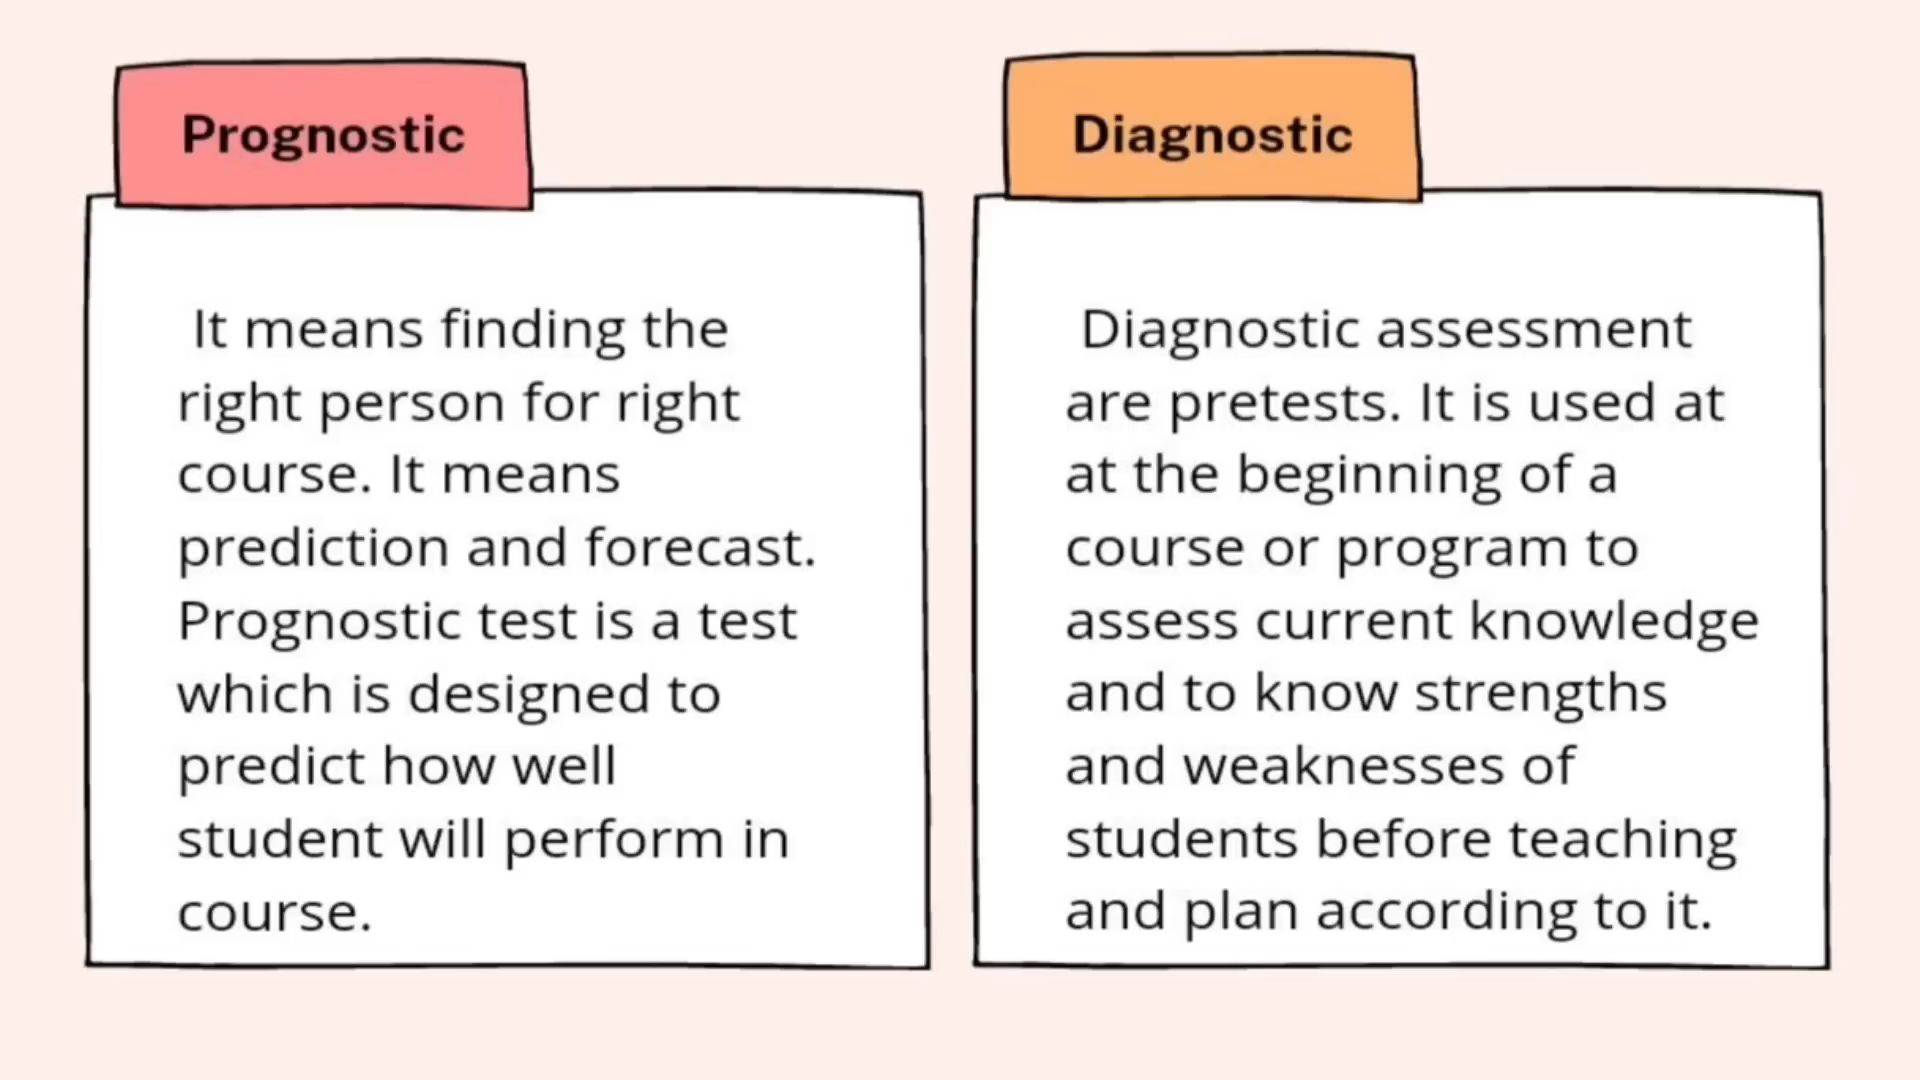 Prognostic
It means finding the
right person for right
course. It means
prediction and forecast.
Prognostic test is a test
which is designed to
predict how well
student will perform in
course.
Diagnostic
Diagnostic assessment
are pretests. It is used at
at the beginning of a
course or program to
assess current knowledge
and to know strengths
and weaknesses of
students before teaching
and plan according to it.